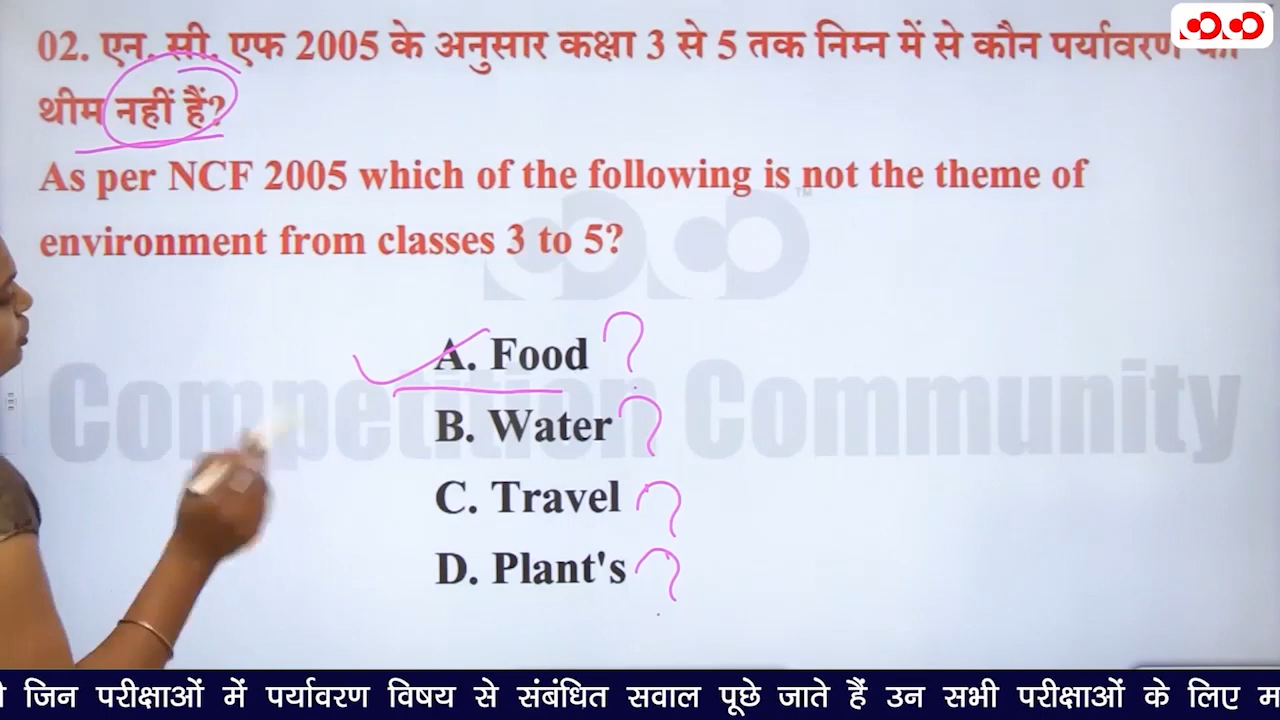 02. एन. सी. एफ 2005 के अनुसार कक्षा 3 से 5 तक निम्न में से कौन पर्यावरण का
थीम नहीं हैं?
As per NCF 2005 which of the following is not the theme of
environment from classes 3 to 5?
TM
A. Food ?
Competition Community
B. Water ?
C. Travel ?
D. Plant's ?
जिन परीक्षाओं में पर्यावरण विषय से संबंधित सवाल पूछे जाते हैं उन सभी परीक्षाओं के लिए